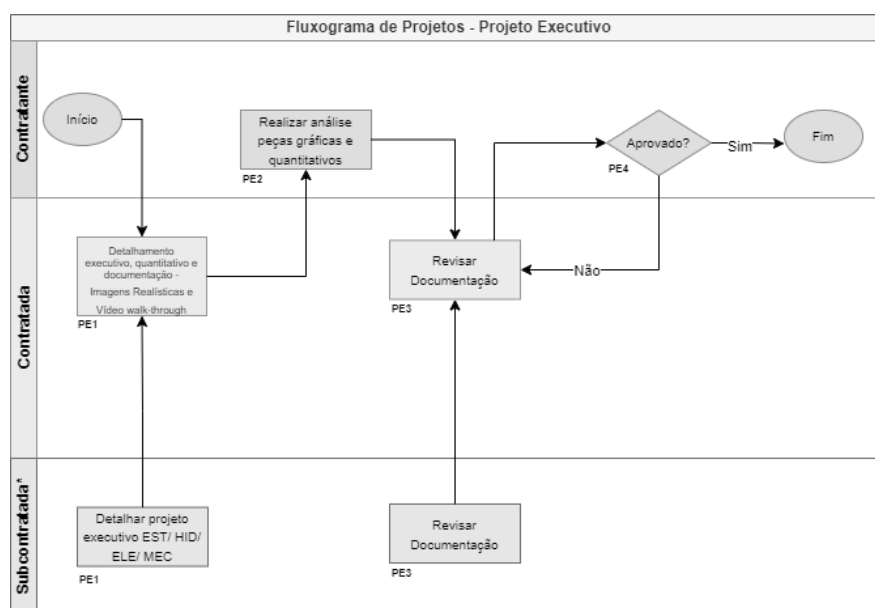 Fluxograma de Projetos - Projeto Executivo
Contratante
Início
Realizar análise
peças gráficas e
quantitativos
PE2
Aprovado?
PE4
Sim
Fim
Contratada
Detalhamento
executivo, quantitativo e
documentação -
Imagens Realísticas e
Vídeo walk-through
PE1
Revisar
Documentação
PE3
Não
Subcontratada*
Detalhar projeto
executivo EST/ HID/
ELE/ MEC
PE1
Revisar
Documentação
PE3